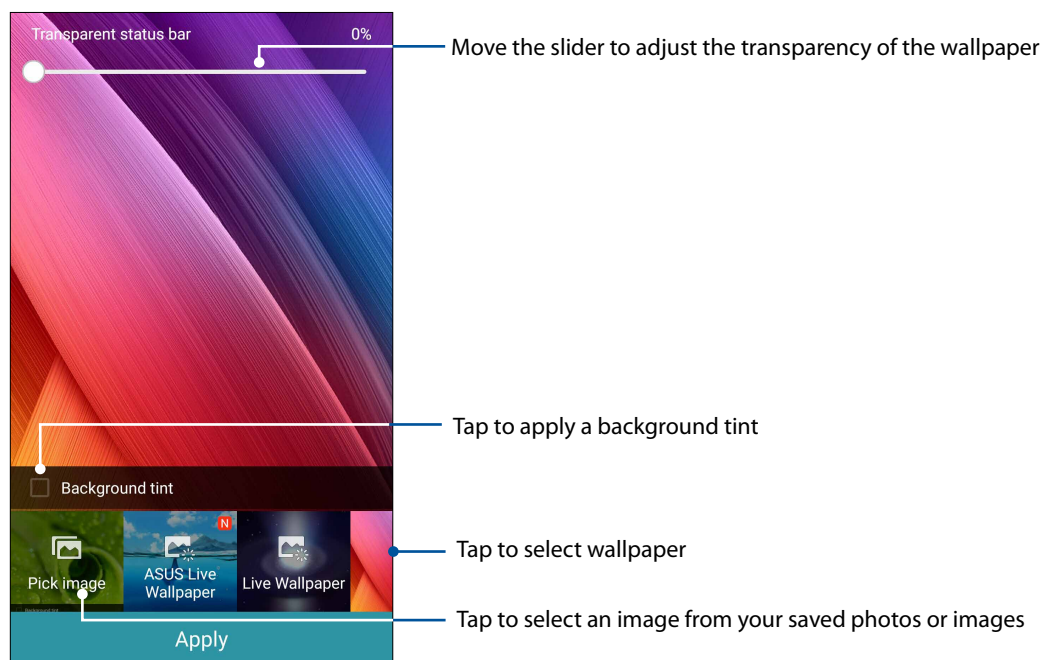 Transparent status bar 0%
Move the slider to adjust the transparency of the wallpaper
Tap to apply a background tint
Background tint
N
Tap to select wallpaper
Pick image
ASUS Live
Wallpaper
Live Wallpaper
Background tint
Tap to select an image from your saved photos or images
Apply